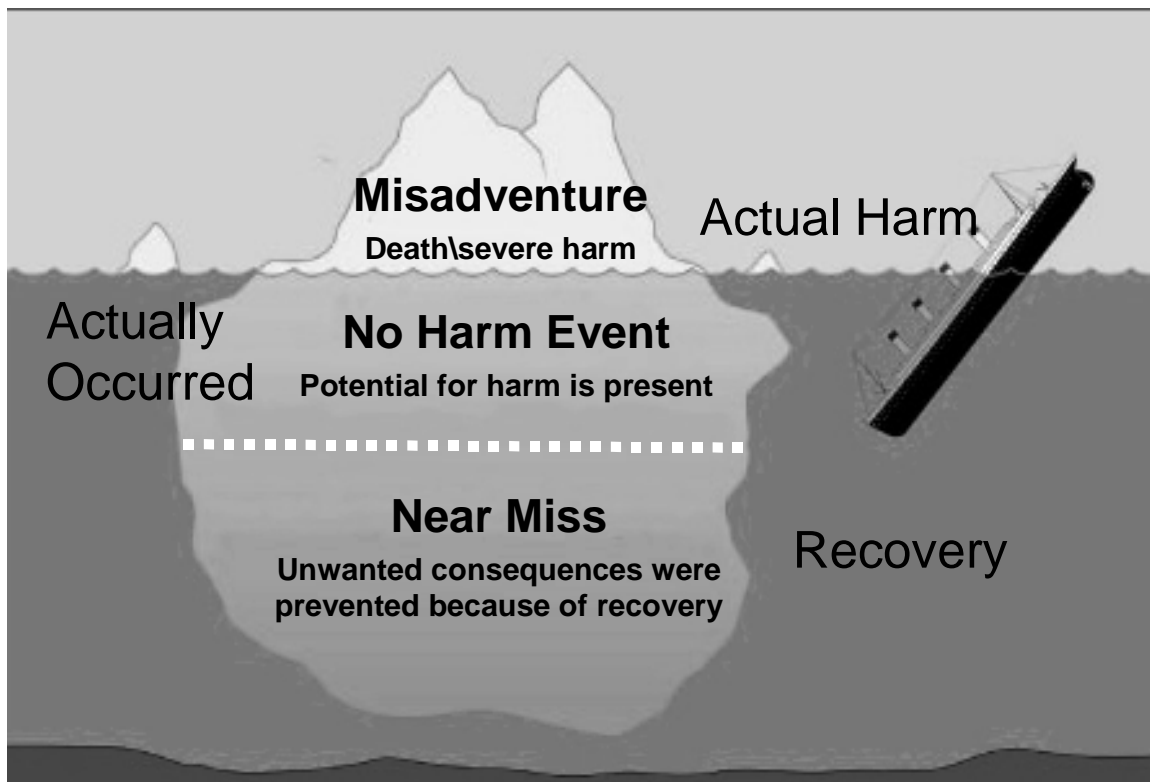 Misadventure
Death\severe harm
Actual Harm
Actually
Occurred
No Harm Event
Potential for harm is present
Near Miss
Unwanted consequences were
prevented because of recovery
Recovery